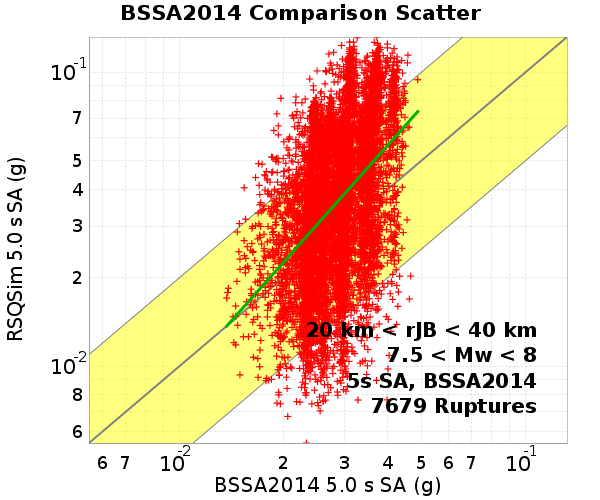 BSSA2014 Comparison Scatter
RSQSim 5.0 s SA (g)
10-1
7
5
4
3
2
10-2
8
6
20 km < rJB < 40 km
7.5 < Mw < 8
5s SA, BSSA2014
7679 Ruptures
6 7 10-2 2 3 4 5 6 7 10-1
BSSA2014 5.0 s SA (g)